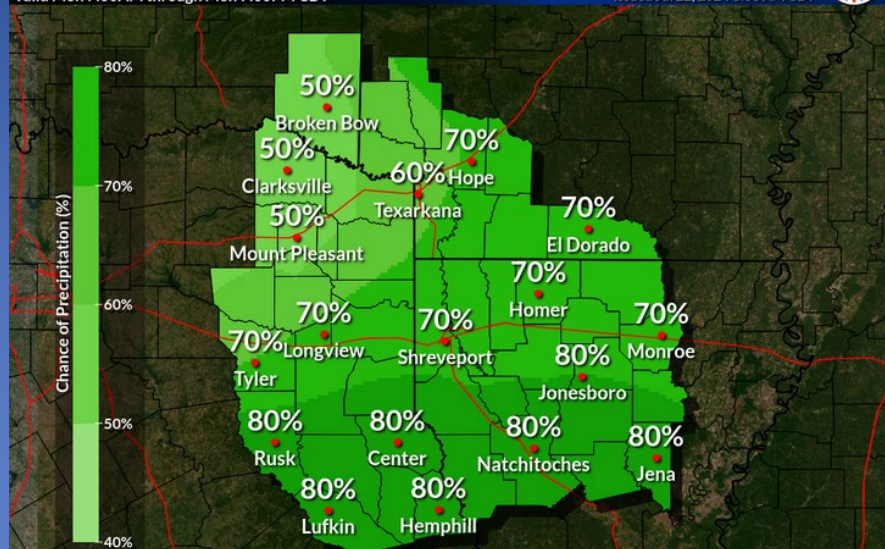 80%
70%
60%
50%
40%
Chance of Precipitation (%)
50%
Broken Bow
50%
Clarksville
70%
Hope
60%
Texarkana
50%
Mount Pleasant
70%
El Dorado
70%
Homer
70%
Longview
70%
Shreveport
70%
Monroe
70%
Tyler
80%
Jonesboro
80%
Rusk
80%
Center
80%
Natchitoches
80%
Jena
80%
Lufkin
80%
Hemphill